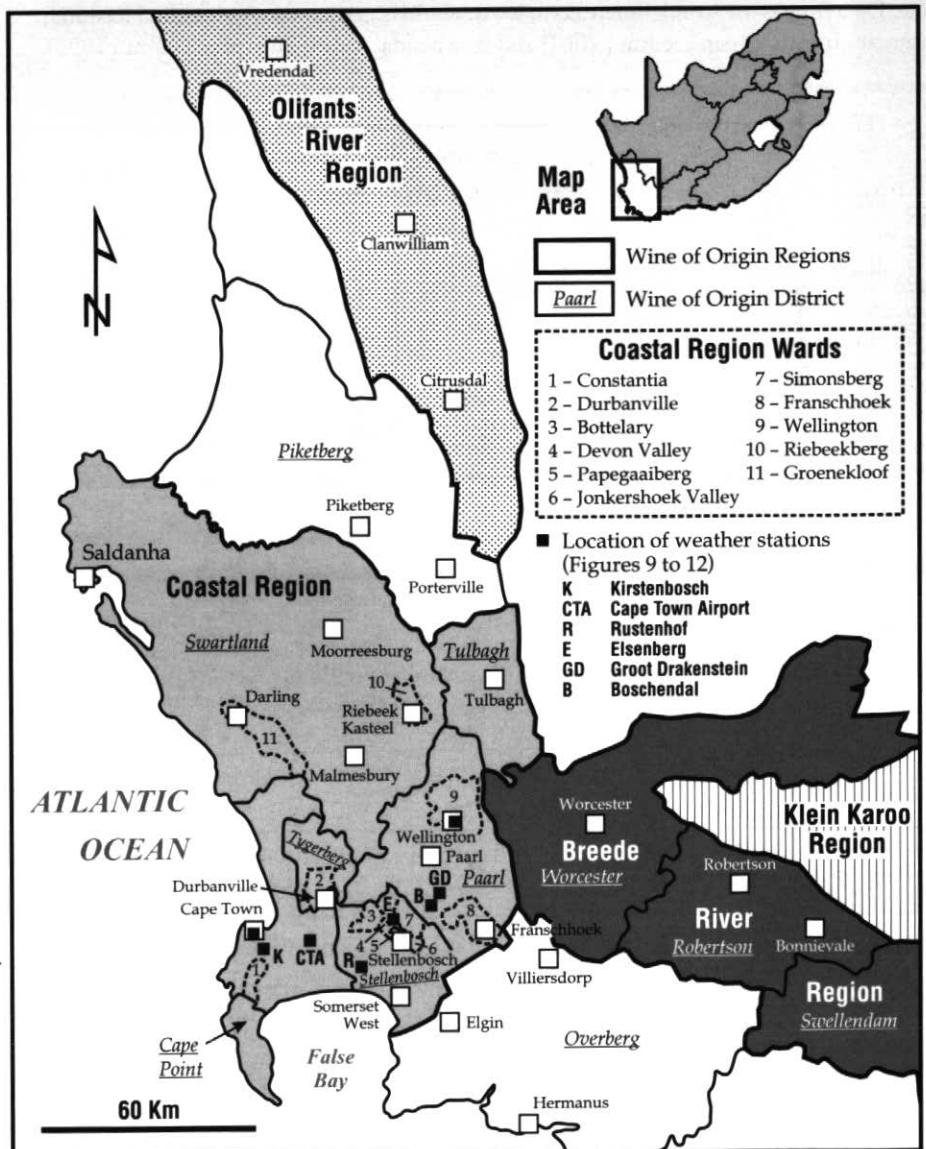 Vredendal
Olifants
River
Region
Clanwilliam
Citrusdal
N
Map
Area
Wine of Origin Regions
Paarl
Wine of Origin District
Coastal Region Wards
1 – Constantia
2 – Durbanville
3 – Bottelary
4 – Devon Valley
5 – Papegaaiberg
6 – Jonkershoek Valley
7 – Simonsberg
8 – Franschhoek
9 – Wellington
10 – Riebeekberg
11 – Groenekloof
Location of weather stations
(Figures 9 to 12)
K Kirstenbosch
CTA Cape Town Airport
R Rustenhof
E Elsenberg
GD Groot Drakenstein
B Boschendal
Piketberg
Piketberg
Porterville
Saldanha
Coastal Region
Swartland
Moorreesburg
Tulbagh
Tulbagh
10
Darling
Riebeek
Kasteel
11
Malmesbury
ATLANTIC
OCEAN
9
Wellington
Paarl
GD
Paarl
B
Tygerberg
2
Durbanville
Cape Town
E
3
7
8
Franschhoek
4
5
6
K
CTA
R
Stellenbosch
Stellenbosch
1
Somerset
West
Cape
Point
False
Bay
Elgin
Villiersdorp
Overberg
Hermanus
Worcester
Breede
Worcester
Klein Karoo
Region
Robertson
River
Robertson
Bonnievale
Region
Swellendam
60 Km